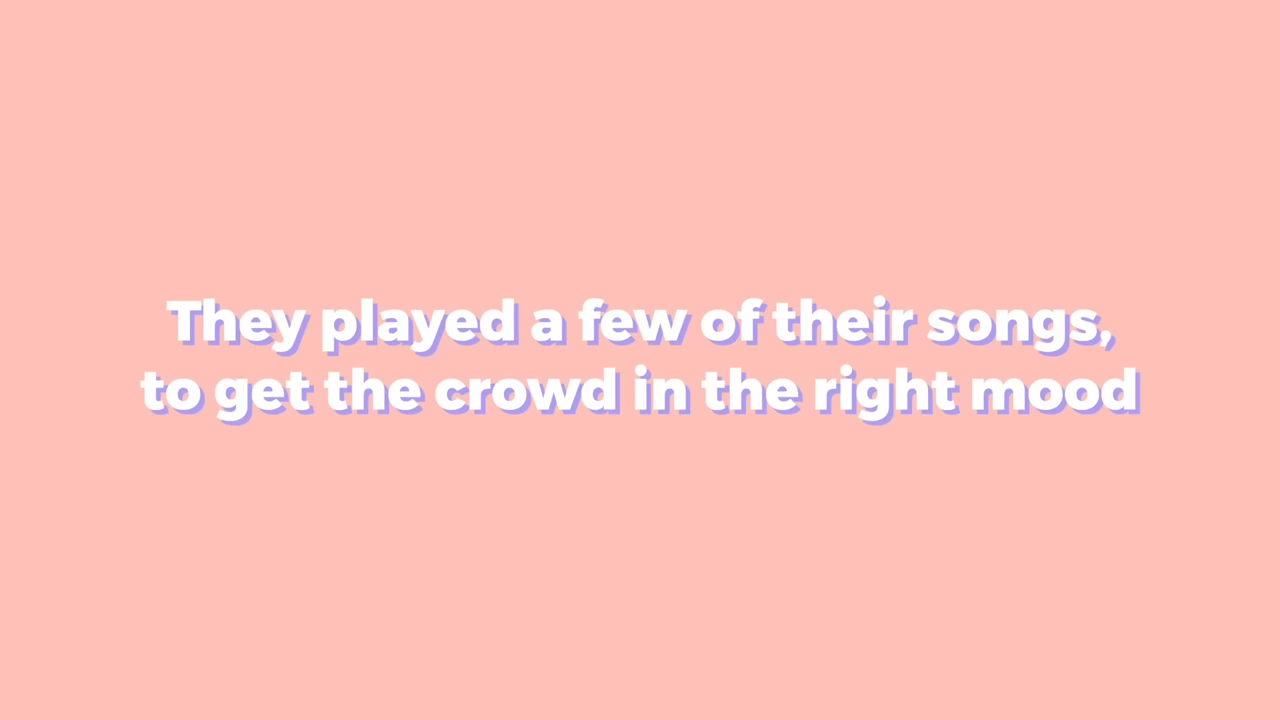 They played a few of their songs,
to get the crowd in the right mood